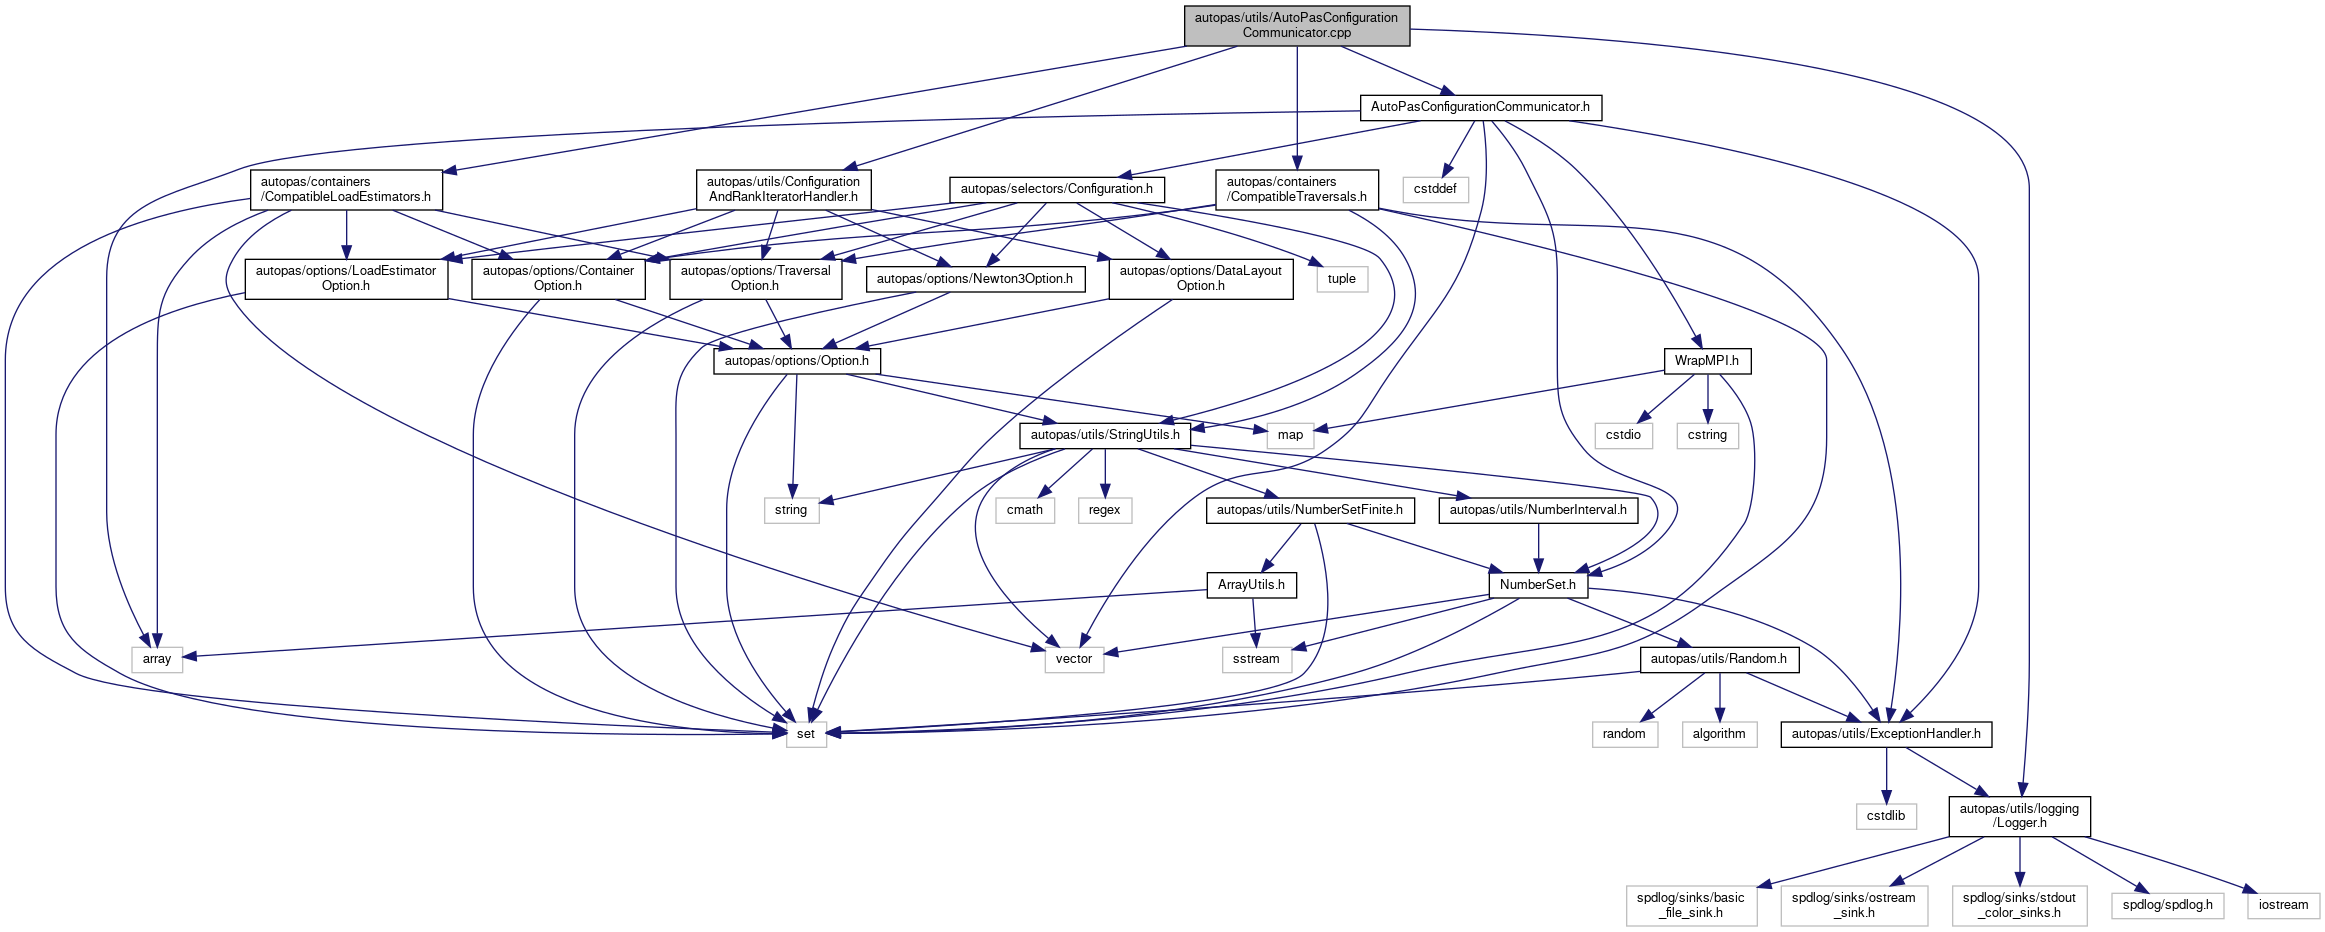 autopas/utils/AutoPasConfiguration
Communicator.cpp
AutoPasConfigurationCommunicator.h
autopas/containers
/CompatibleLoadEstimators.h
autopas/utils/Configuration
AndRankIteratorHandler.h
autopas/selectors/Configuration.h
autopas/containers
/CompatibleTraversals.h
cstddef
autopas/options/LoadEstimator
Option.h
autopas/options/Container
Option.h
autopas/options/Traversal
Option.h
autopas/options/Newton3Option.h
autopas/options/DataLayout
Option.h
tuple
autopas/options/Option.h
WrapMPI.h
autopas/utils/StringUtils.h
map
cstdio
cstring
string
cmath
regex
autopas/utils/NumberSetFinite.h
autopas/utils/NumberInterval.h
ArrayUtils.h
NumberSet.h
array
vector
sstream
autopas/utils/Random.h
set
random
algorithm
autopas/utils/ExceptionHandler.h
cstdlib
autopas/utils/logging
/Logger.h
spdlog/sinks/basic
_file_sink.h
spdlog/sinks/ostream
_sink.h
spdlog/sinks/stdout
_color_sinks.h
spdlog/spdlog.h
iostream